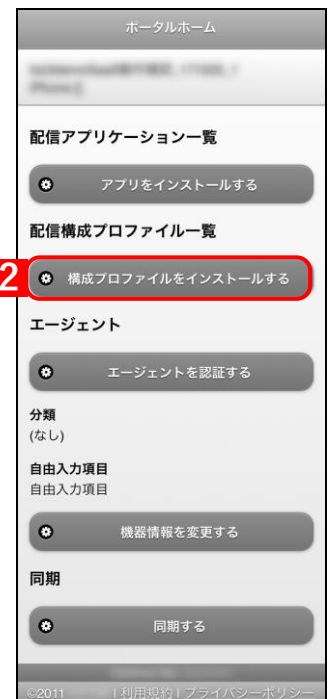 ポータルホーム
配信アプリケーション一覧
アプリをインストールする
配信構成プロファイル一覧
2
構成プロファイルをインストールする
エージェント
エージェントを認証する
分類
(なし)
自由入力項目
自由入力項目
機器情報を変更する
同期
同期する
©2011 | 利用規約 | プライバシーポリシー